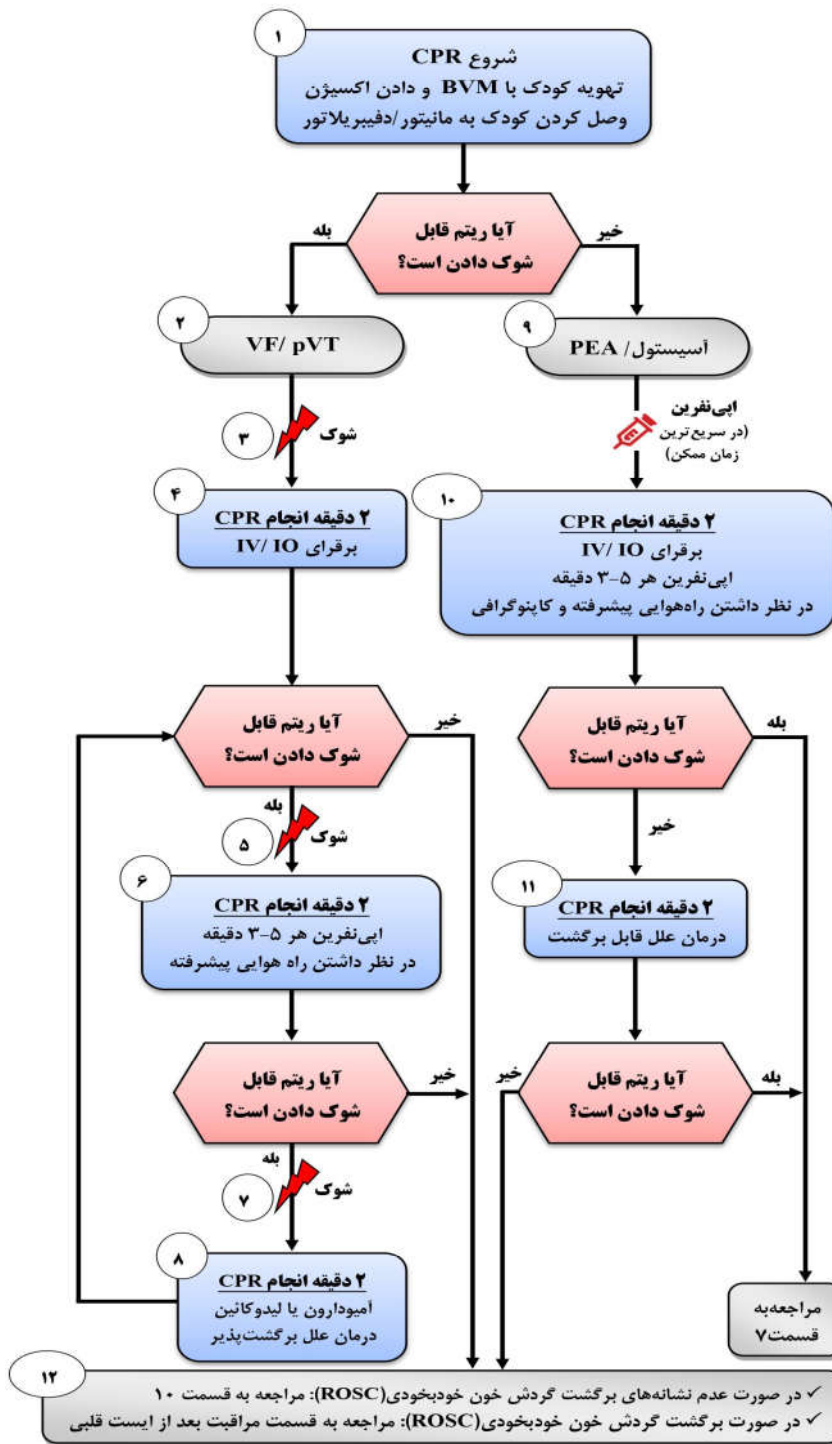 ۱
شروع CPR
تهویه کودک با BVM و دادن اکسیژن
وصل کردن کودک به مانیتور/دفیبریلاتور
آیا ریتم قابل
شوک دادن است؟
خیر
بله
۲
VF/ pVT
۳
شوک
۴
۲ دقیقه انجام CPR
برقرای IV/ IO
آیا ریتم قابل
شوک دادن است؟
خیر
بله
۵
شوک
۶
۲ دقیقه انجام CPR
اپی‌نفرین هر ۵-۳ دقیقه
در نظر داشتن راه هوایی پیشرفته
آیا ریتم قابل
شوک دادن است؟
خیر
بله
۷
شوک
۸
۲ دقیقه انجام CPR
آمیودارون یا لیدوکائین
درمان علل برگشت‌پذیر
۹
آسیستول/ PEA
اپی‌نفرین
(در سریع‌ترین
زمان ممکن)
۱۰
۲ دقیقه انجام CPR
برقرای IV/ IO
اپی‌نفرین هر ۵-۳ دقیقه
در نظر داشتن راه‌هوایی پیشرفته و کاپنوگرافی
آیا ریتم قابل
شوک دادن است؟
بله
خیر
۱۱
۲ دقیقه انجام CPR
درمان علل قابل برگشت
آیا ریتم قابل
شوک دادن است؟
بله
خیر
مراجعه‌به
قسمت۷
۱۲
✓ در صورت عدم نشانه‌های برگشت گردش خون خودبخودی(ROSC): مراجعه به قسمت ۱۰
✓ در صورت برگشت گردش خون خودبخودی(ROSC): مراجعه به قسمت مراقبت بعد از ایست قلبی